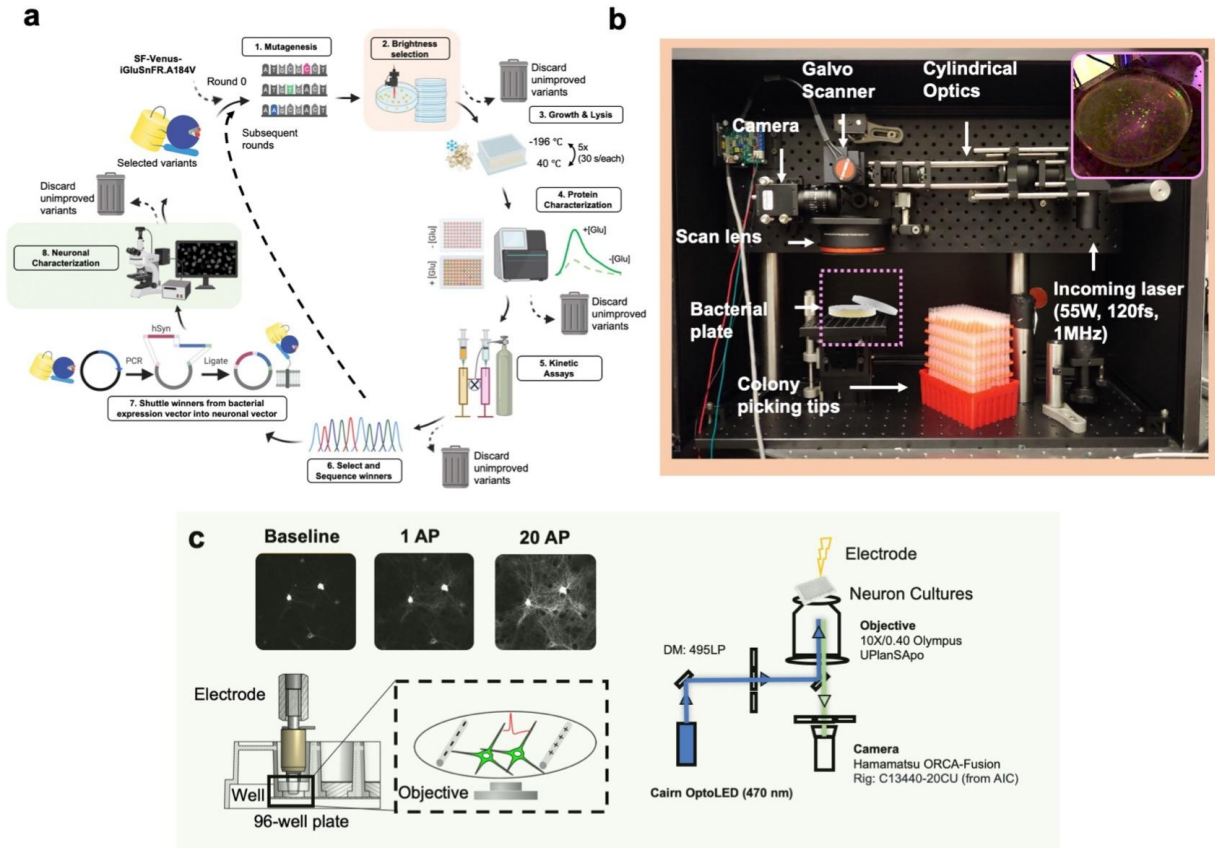 a
SF-Venus-
iGluSnFR.A184V
Round 0
1. Mutagenesis
Subsequent
rounds
Selected variants
2. Brightness
selection
Discard
unimproved
variants
3. Growth & Lysis
-196 °C
40 °C
5x
(30 s/each)
4. Protein
Characterization
- [Glu]
+ [Glu]
+[Glu]
-[Glu]
Discard
unimproved
variants
5. Kinetic
Assays
Discard
unimproved
variants
6. Select and
Sequence winners
hSyn
PCR
Ligate
7. Shuttle winners from bacterial
expression vector into neuronal vector
8. Neuronal
Characterization
Discard
unimproved
variants
b
Galvo
Scanner
Cylindrical
Optics
Camera
Scan lens
Bacterial
plate
Incoming laser
(55W, 120fs,
1MHz)
Colony
picking tips
c
Baseline
1 AP
20 AP
Electrode
Well
96-well plate
Objective
Electrode
Neuron Cultures
Objective
10X/0.40 Olympus
UPlanSApo
DM: 495LP
Camera
Hamamatsu ORCA-Fusion
Rig: C13440-20CU (from AIC)
Cairn OptoLED (470 nm)